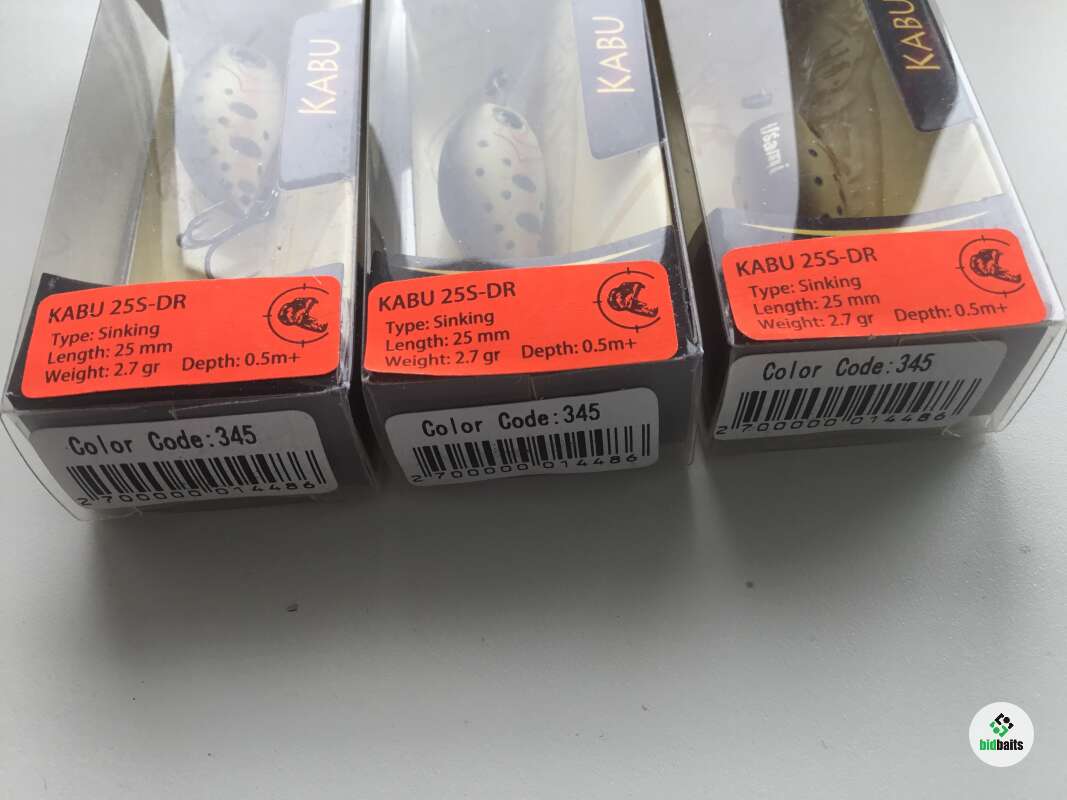 KABU
KABU 25S-DR
Type: Sinking
Length: 25 mm
Weight: 2.7 gr Depth: 0.5m+
Color Code:345
2 700000 014486
KABU
KABU 25S-DR
Type: Sinking
Length: 25 mm
Weight: 2.7 gr Depth: 0.5m+
Color Code:345
2 700000 014486
KABU
Usami
KABU 25S-DR
Type: Sinking
Length: 25 mm
Weight: 2.7 gr Depth: 0.5m+
Color Code:345
2 700000 014486
bidbaits